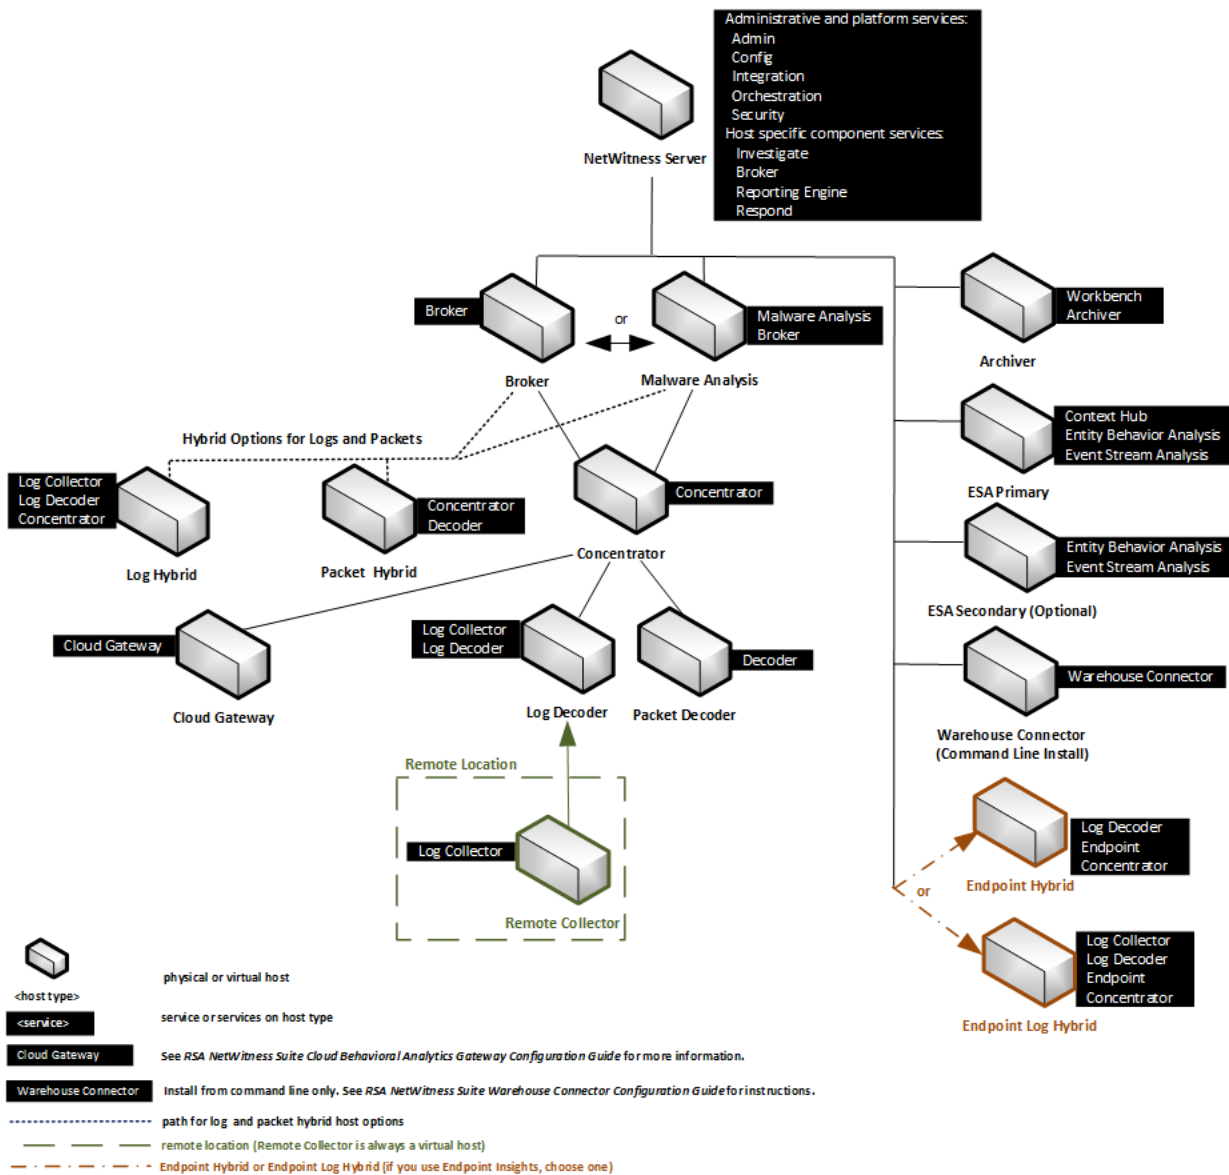 Administrative and platform services:
Admin
Config
Integration
Orchestration
Security
Host specific component services:
Investigate
Broker
Reporting Engine
Respond
NetWitness Server
Broker
or
Malware Analysis
Broker
Workbench
Archiver
Broker
Malware Analysis
Archiver
Hybrid Options for Logs and Packets
Context Hub
Entity Behavior Analysis
Event Stream Analysis
Log Collector
Log Decoder
Concentrator
Concentrator
Decoder
Concentrator
ESA Primary
Log Hybrid
Packet Hybrid
Concentrator
Entity Behavior Analysis
Event Stream Analysis
ESA Secondary (Optional)
Cloud Gateway
Log Collector
Log Decoder
Decoder
Warehouse Connector
Cloud Gateway
Log Decoder
Packet Decoder
Warehouse Connector
(Command Line Install)
Remote Location
Log Collector
Remote Collector
Log Decoder
Endpoint
Concentrator
Endpoint Hybrid
or
Log Collector
Log Decoder
Endpoint
Concentrator
Endpoint Log Hybrid
<host type>
physical or virtual host
<service>
service or services on host type
Cloud Gateway
See RSA NetWitness Suite Cloud Behavioral Analytics Gateway Configuration Guide for more information.
Warehouse Connector
Install from command line only. See RSA NetWitness Suite Warehouse Connector Configuration Guide for instructions.
path for log and packet hybrid host options
remote location (Remote Collector is always a virtual host)
Endpoint Hybrid or Endpoint Log Hybrid (if you use Endpoint Insights, choose one)